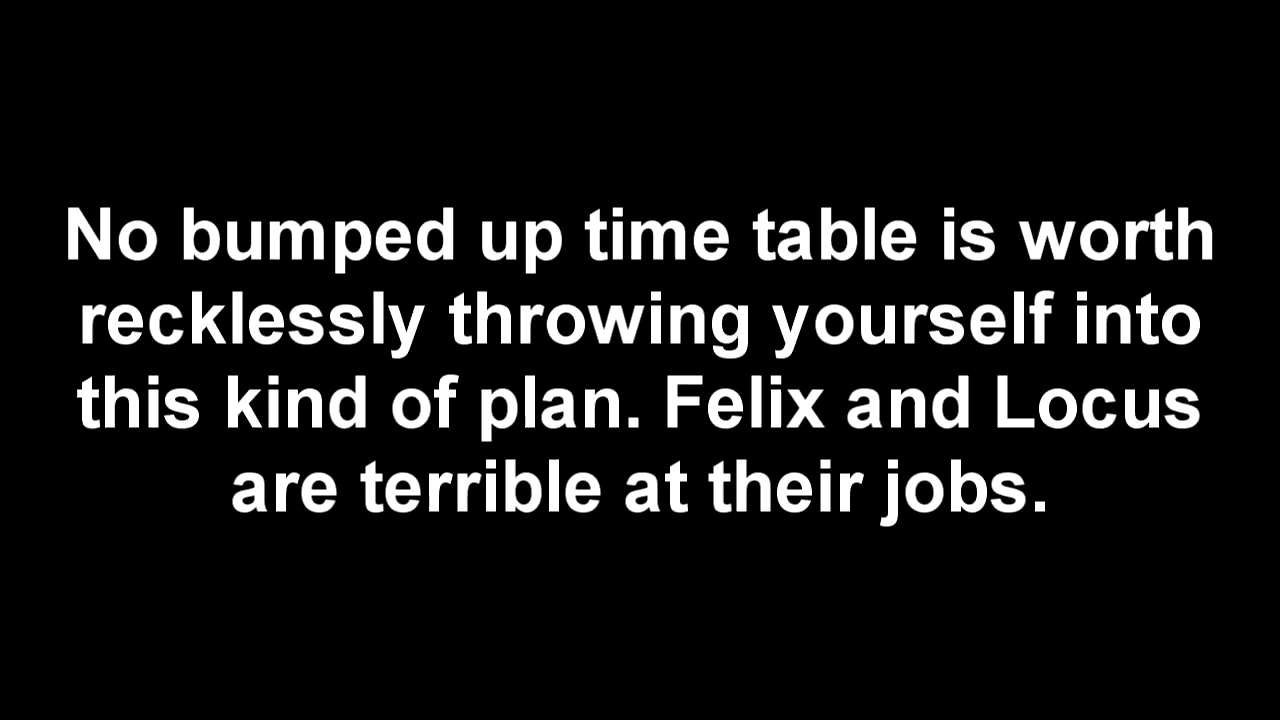 No bumped up time table is worth
recklessly throwing yourself into
this kind of plan. Felix and Locus
are terrible at their jobs.